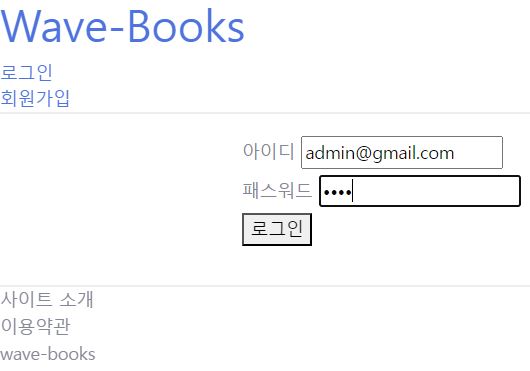 Wave-Books
로그인
회원가입
아이디 admin@gmail.com
패스워드 ••••
로그인
사이트 소개
이용약관
wave-books